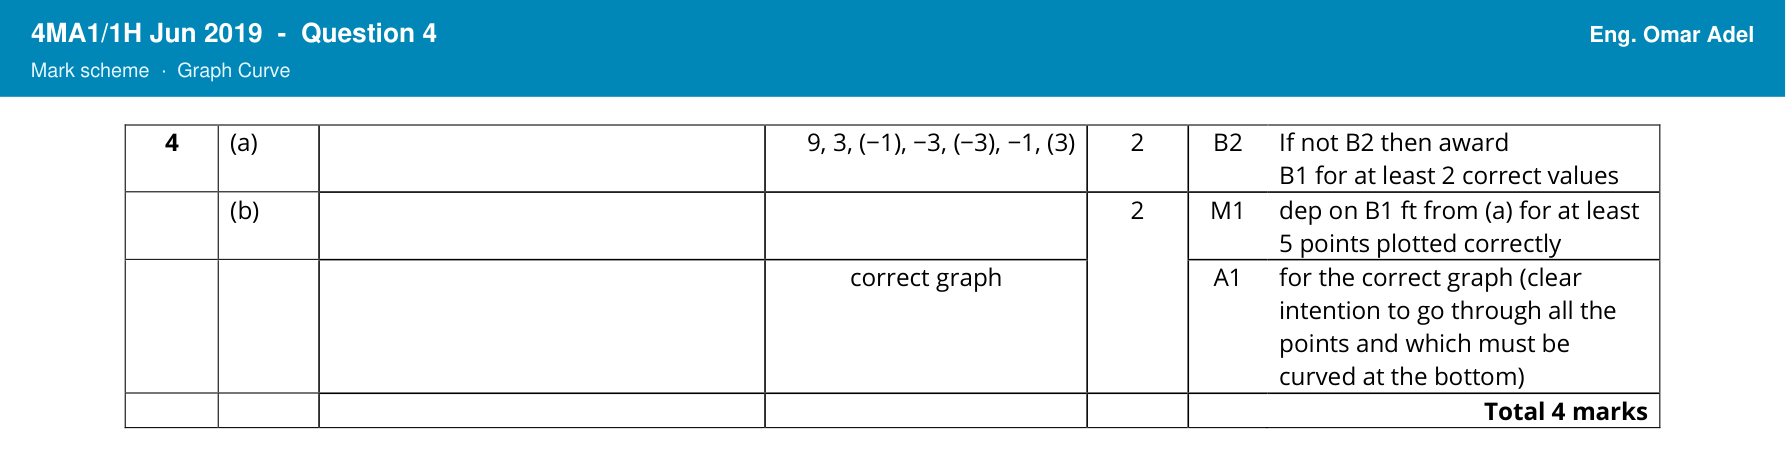 4MA1/1H Jun 2019 - Question 4
Eng. Omar Adel
Mark scheme · Graph Curve
4 (a) 9, 3, (−1), −3, (−3), −1, (3) 2 B2 If not B2 then award
B1 for at least 2 correct values
(b) 2 M1 dep on B1 ft from (a) for at least
5 points plotted correctly
correct graph A1 for the correct graph (clear
intention to go through all the
points and which must be
curved at the bottom)
Total 4 marks